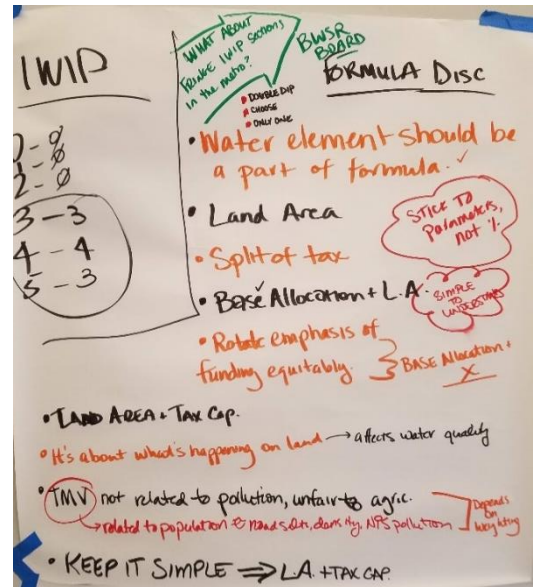 IWIP
0 - 0
1 - 0
2 - 0
3 - 3
4 - 4
5 - 3
WHAT ABOUT
FRINGE IWIP Sections
in the metro?
• DOUBLE DIP
• CHOOSE
• ONLY ONE
BWSR
BOARD
FORMULA DISC
• Water element should be
a part of formula. ✓
• Land Area
• Split of tax
• Base Allocation + L.A.
• Rotate emphasis of
funding equitably.
BASE Allocation +
X
STICK TO
Parameters,
not %.
SIMPLE
TO
UNDERSTAND
• LAND AREA + TAX CAP.
• It's about what's happening on land → affects water quality
• TMV not related to pollution, unfair to agric.
→ related to population & road salts, density, NPS pollution
Depends
on
Weighting
• KEEP IT SIMPLE ⇒ L.A. + TAX CAP.